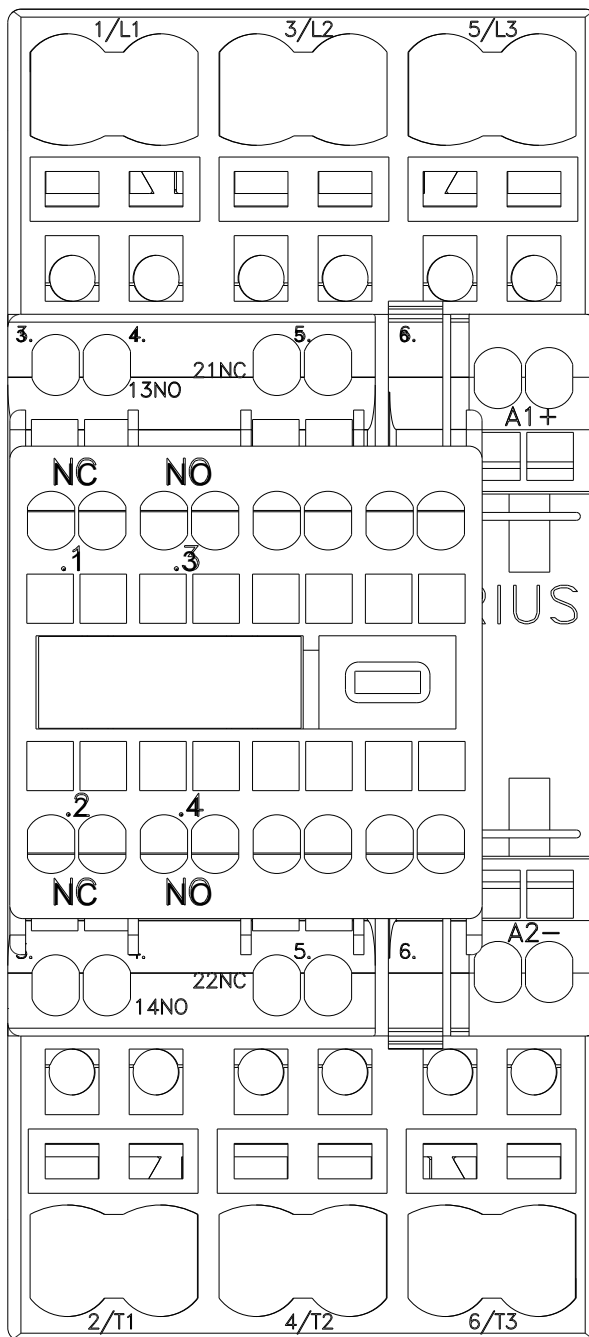 1/L1 3/L2 5/L3
3. 4. 5. 6.
21NC
13NO
A1+
NC NO
.1 .3
RIUS
.2 .4
NC NO
A2-
3. 4. 5. 6.
22NC
14NO
2/T1 4/T2 6/T3